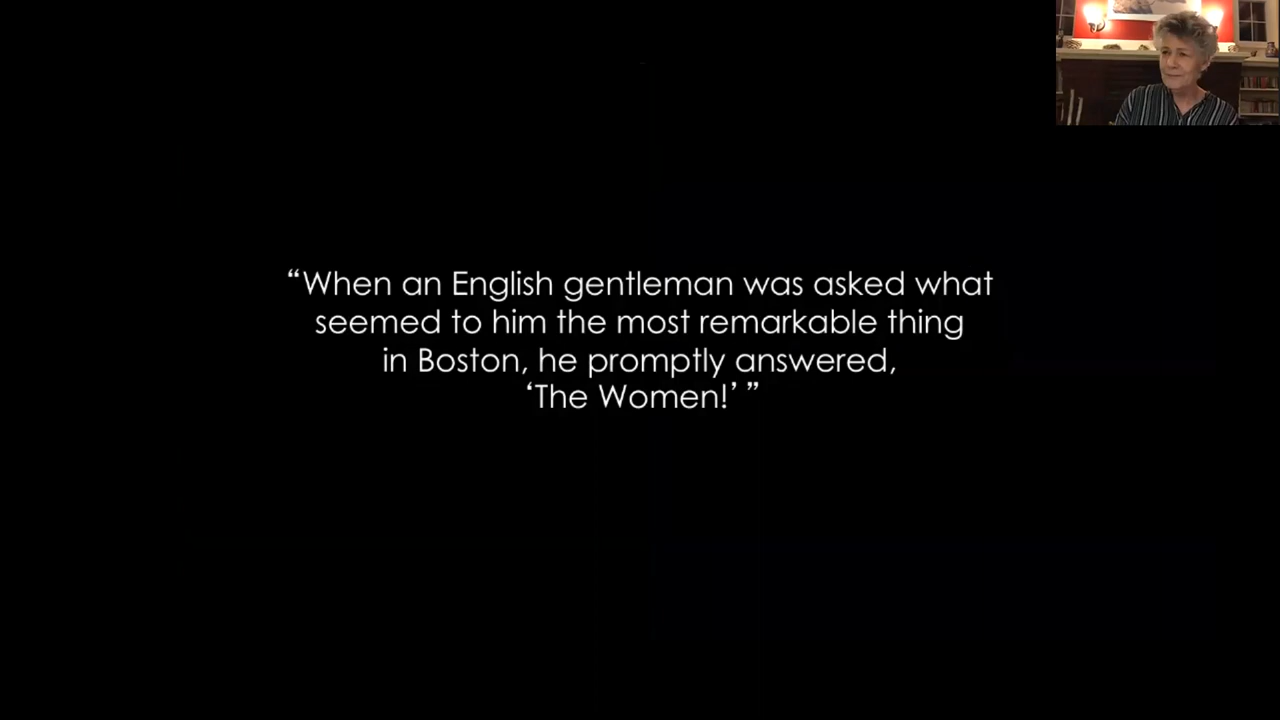 “When an English gentleman was asked what
seemed to him the most remarkable thing
in Boston, he promptly answered,
‘The Women!’ ”